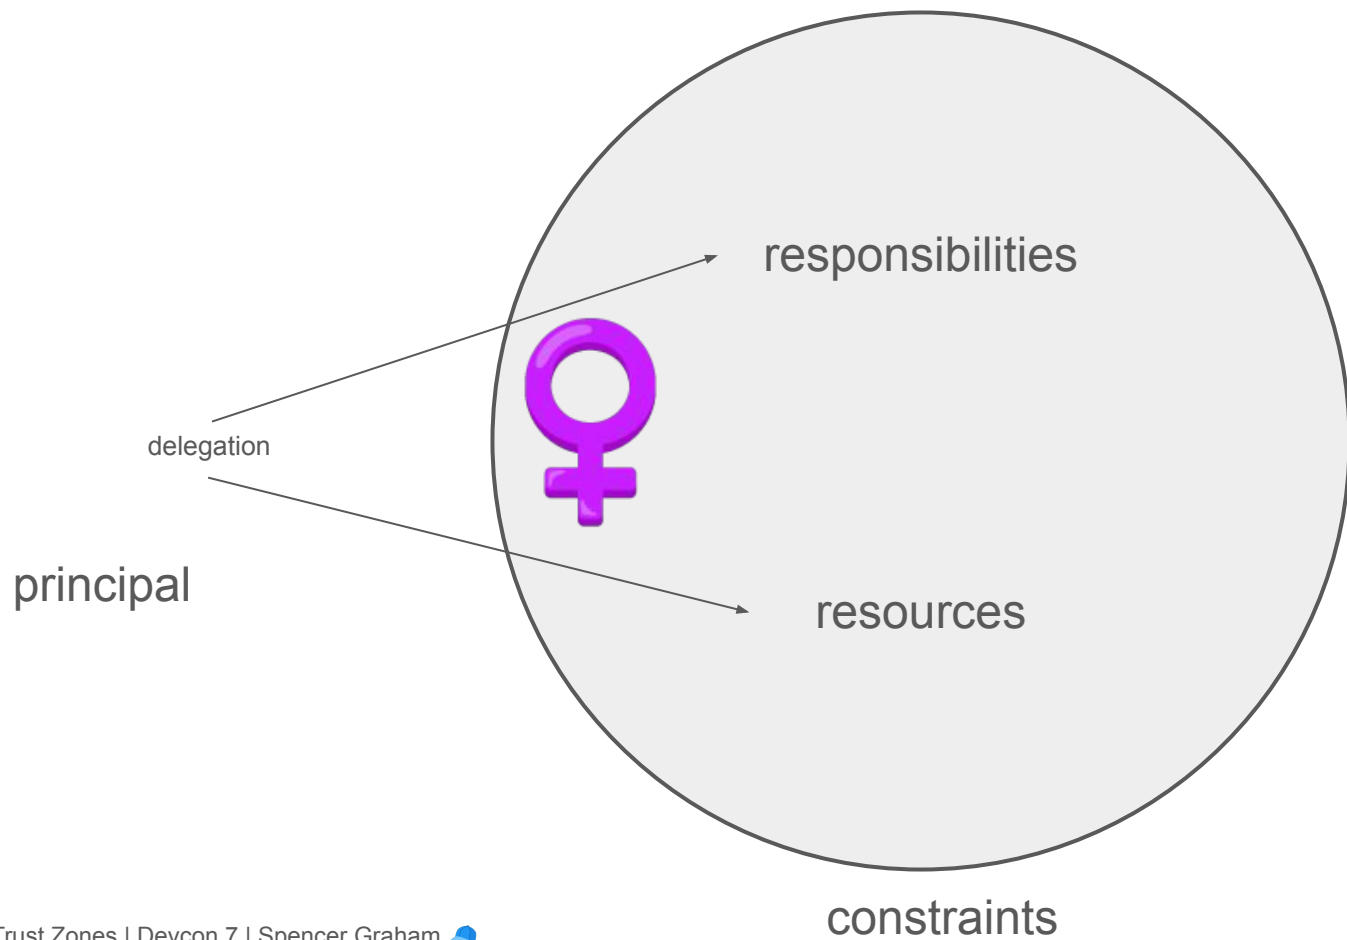 responsibilities
delegation
principal
resources
constraints
Trust Zones | Devcon 7 | Spencer Graham 🧢